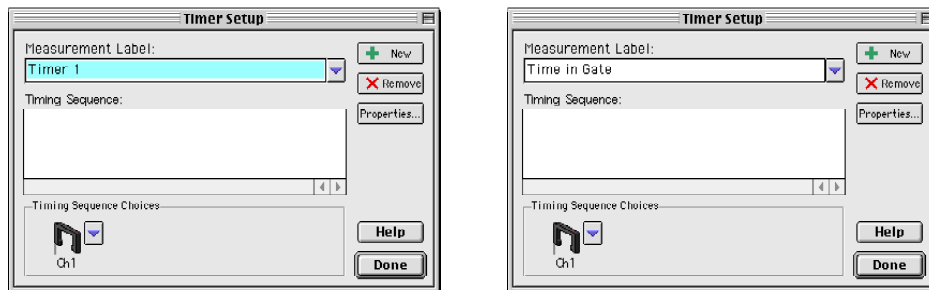 Timer Setup
Measurement Label:
New
Timer 1
Remove
Timing Sequence:
Properties...
Timing Sequence Choices
Ch1
Help
Done
Timer Setup
Measurement Label:
New
Time in Gate
Remove
Timing Sequence:
Properties...
Timing Sequence Choices
Ch1
Help
Done